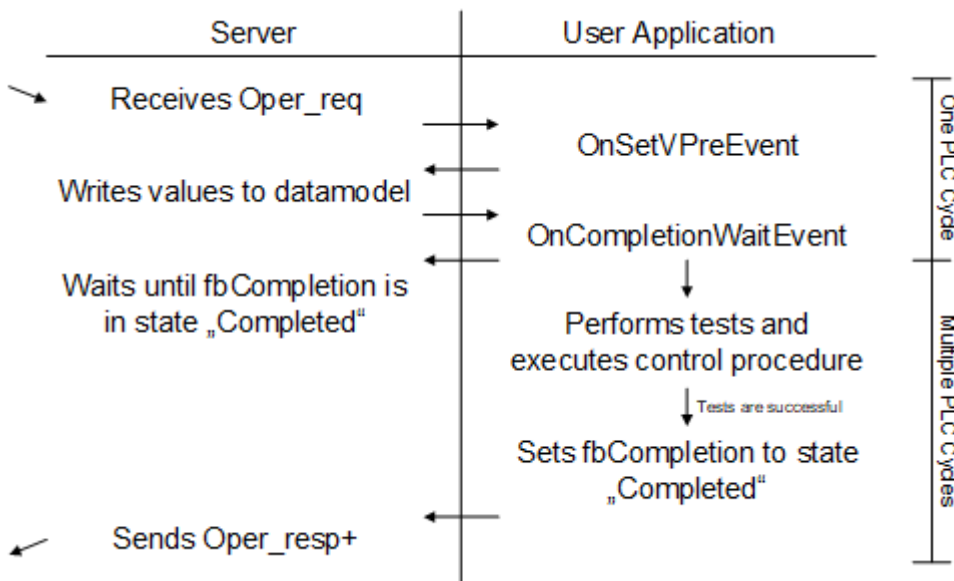 Server
User Application
Receives Oper_req
OnSetVPreEvent
Writes values to datamodel
OnCompletionWaitEvent
Waits until fbCompletion is
in state „Completed“
Performs tests and
executes control procedure
Tests are successful
Sets fbCompletion to state
„Completed“
Sends Oper_resp+
One PLC Cycle
Multiple PLC Cycles